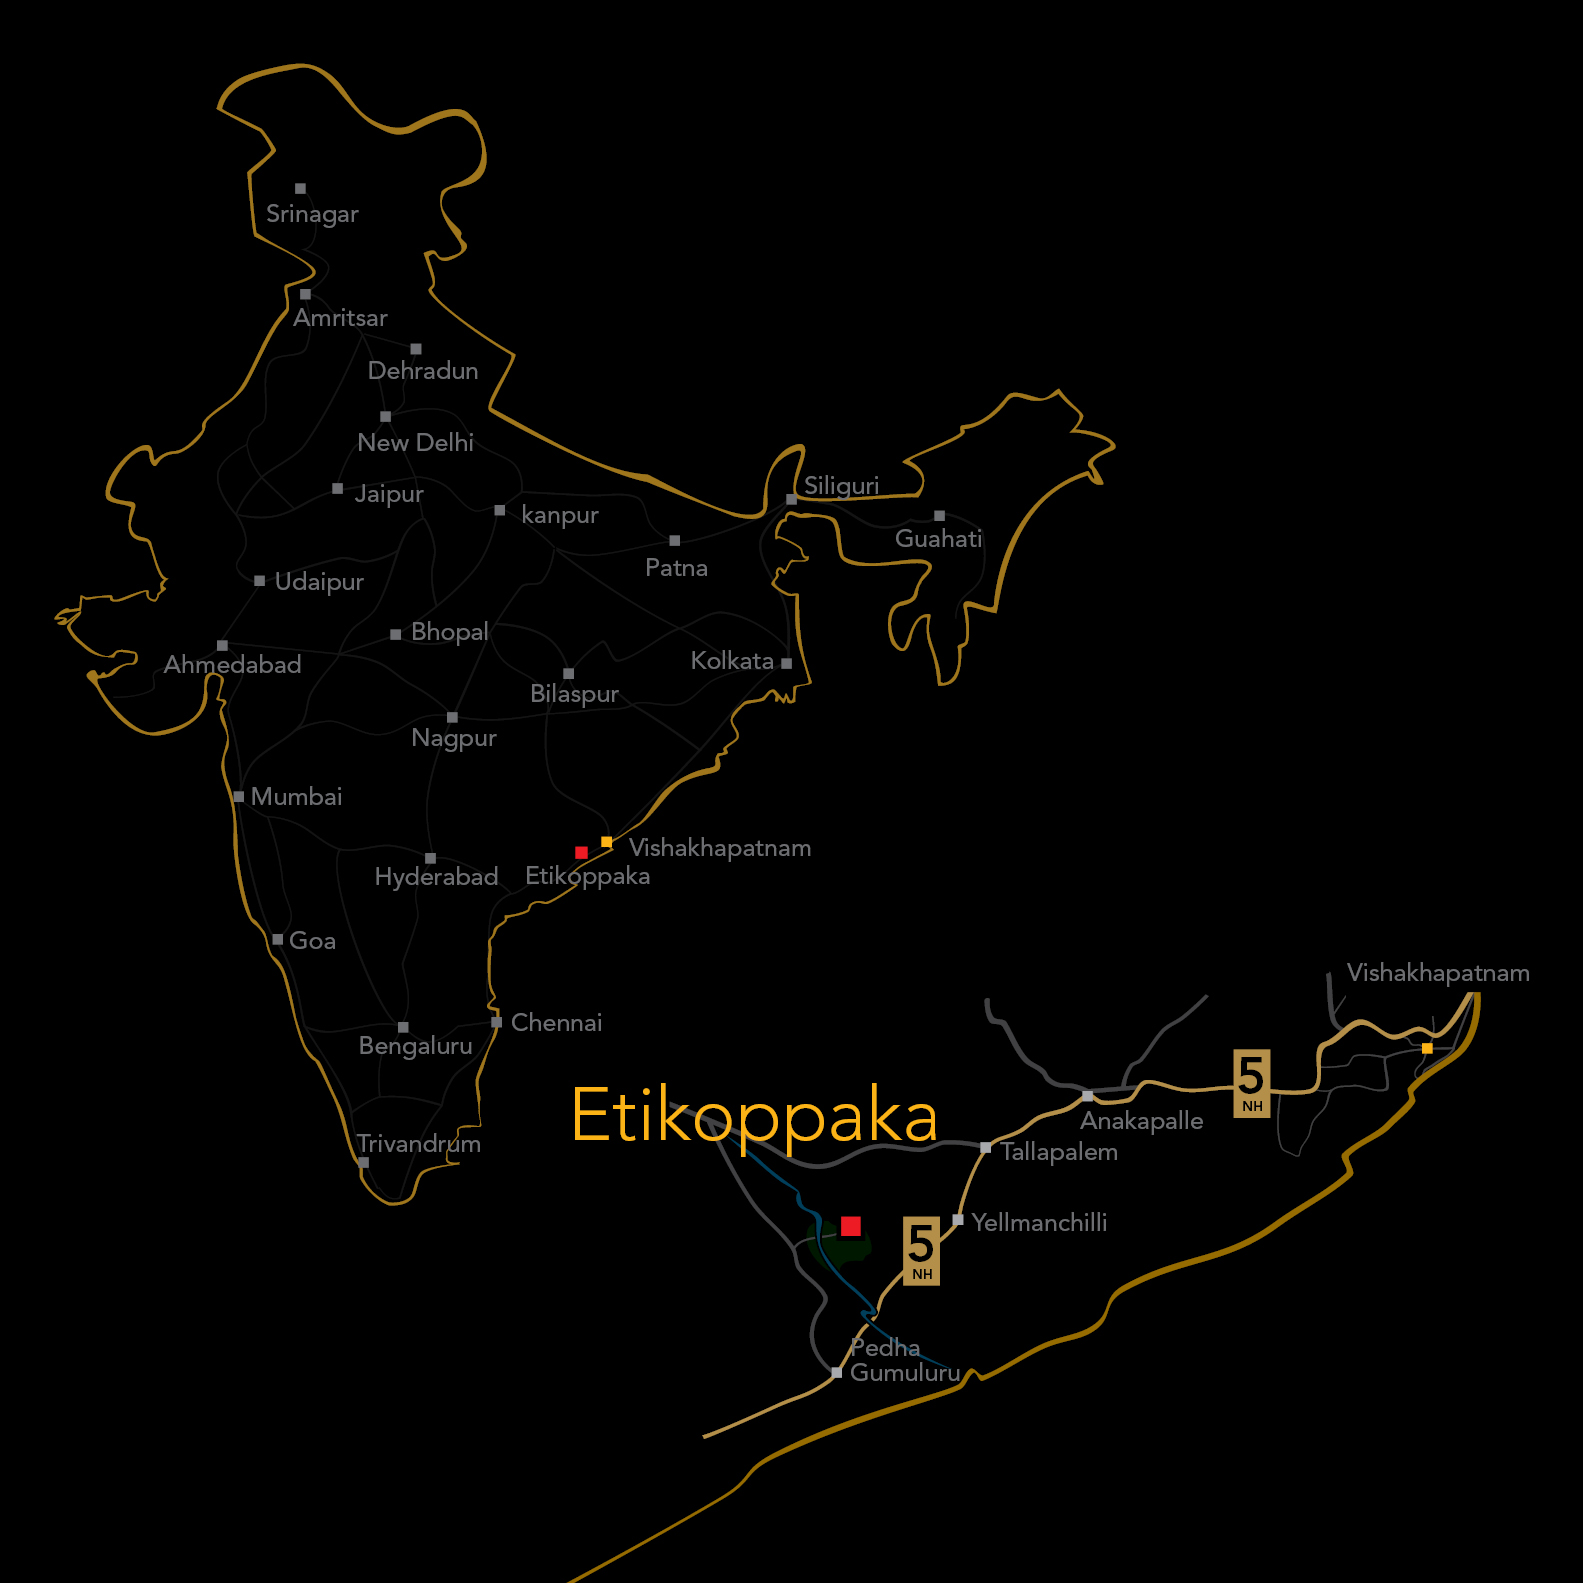 Srinagar
Amritsar
Dehradun
New Delhi
Siliguri
Jaipur
kanpur
Guahati
Patna
Udaipur
Bhopal
Kolkata
Ahmedabad
Bilaspur
Nagpur
Mumbai
Vishakhapatnam
Hyderabad
Etikoppaka
Goa
Vishakhapatnam
Chennai
Bengaluru
5
NH
Etikoppaka
Anakapalle
Trivandrum
Tallapalem
Yellmanchilli
5
NH
Pedha
Gumuluru